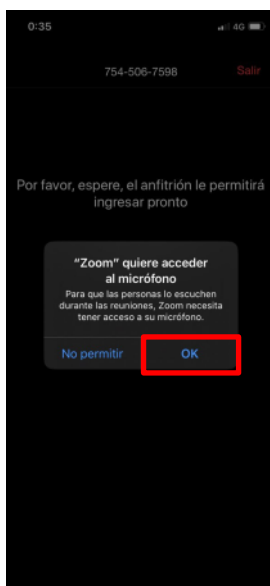 0:35
4G
754-506-7598
Salir
Por favor, espere, el anfitrión le permitirá
ingresar pronto
“Zoom” quiere acceder
al micrófono
Para que las personas lo escuchen
durante las reuniones, Zoom necesita
tener acceso a su micrófono.
No permitir
OK